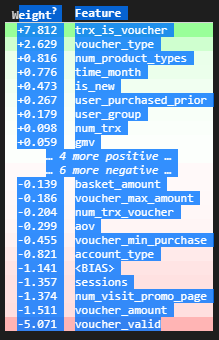 Weight? Feature
+7.812 trx_is_voucher
+2.629 voucher_type
+0.816 num_product_types
+0.776 time_month
+0.473 is_new
+0.267 user_purchased_prior
+0.179 user_group
+0.098 num_trx
+0.059 gmv
… 4 more positive …
… 6 more negative …
-0.139 basket_amount
-0.186 voucher_max_amount
-0.204 num_trx_voucher
-0.299 aov
-0.455 voucher_min_purchase
-0.821 account_type
-1.141 <BIAS>
-1.357 sessions
-1.374 num_visit_promo_page
-1.511 voucher_amount
-5.071 voucher_valid